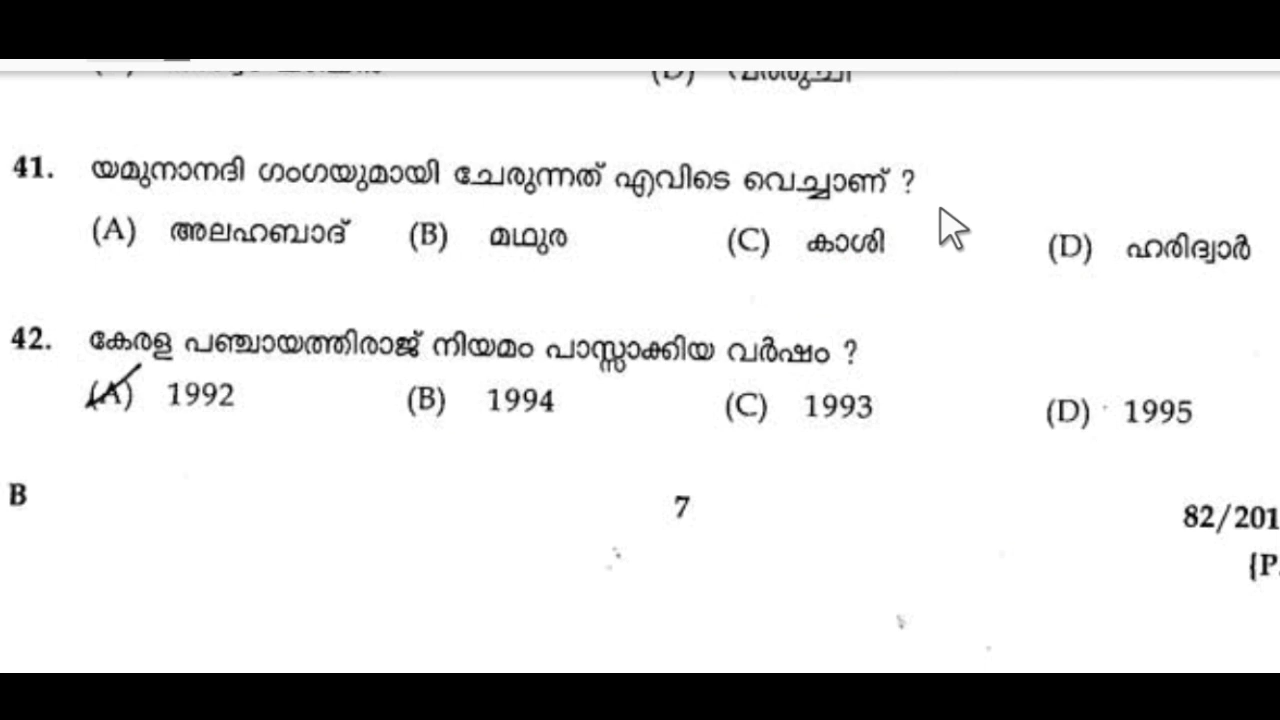 41. യമുനാനദി ഗംഗയുമായി ചേരുന്നത് എവിടെ വെച്ചാണ് ?
(A) അലഹബാദ് (B) മഥുര (C) കാശി (D) ഹരിദ്വാർ
42. കേരള പഞ്ചായത്തിരാജ് നിയമം പാസ്സാക്കിയ വർഷം ?
(A) 1992 (B) 1994 (C) 1993 (D) 1995
B 7 82/201
{P.